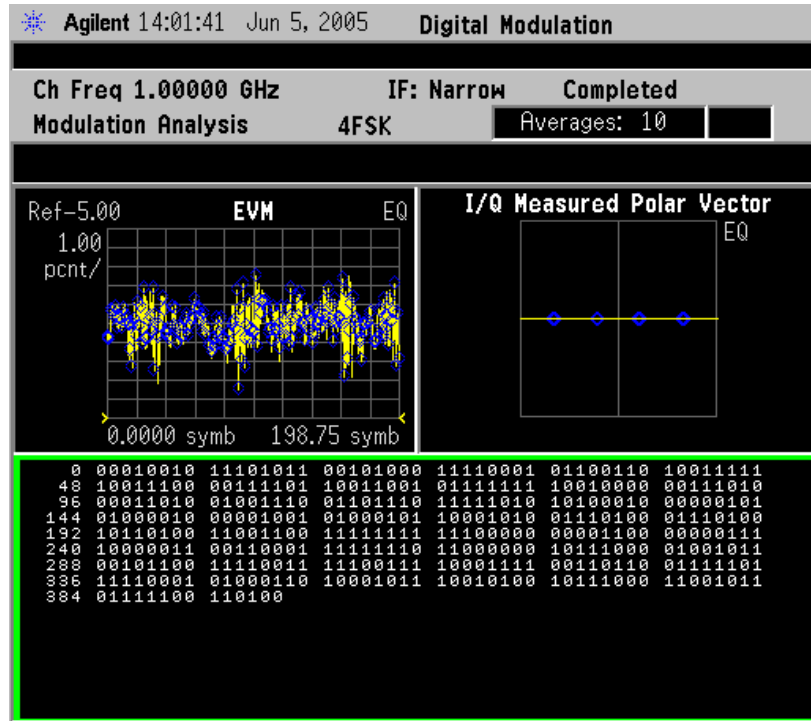 Agilent 14:01:41 Jun 5, 2005 Digital Modulation
Ch Freq 1.00000 GHz IF: Narrow Completed
Modulation Analysis 4FSK Averages: 10
Ref-5.00 EVM EQ
1.00
pcnt/
0.0000 symb 198.75 symb
I/Q Measured Polar Vector
EQ
0 00010010 11101011 00101000 11110001 01100110 10011111
48 10011100 00111101 10011001 01111111 10010000 00111010
96 00011010 01001110 01101110 11111010 10100010 00000101
144 01000010 00001001 01000101 10001010 01110100 01110100
192 10110100 11001100 11111111 11100000 00001100 00000111
240 10000011 00110001 11111110 11000000 10111000 01001011
288 00101100 11110011 11100111 10001111 00110110 01111101
336 11110001 01000110 10001011 10010100 10111000 11001011
384 01111100 110100